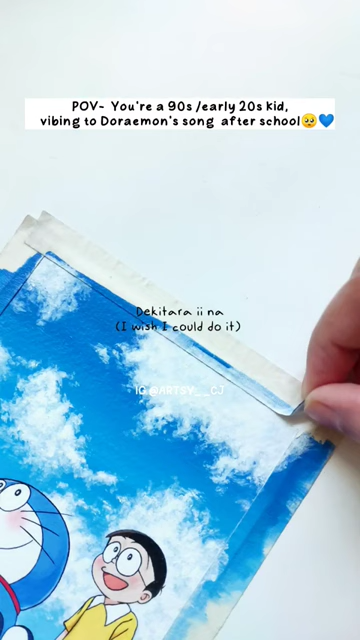 POV- You're a 90s /early 20s kid,
vibing to Doraemon's song after school🥺💙
Dekitara ii na
(I wish I could do it)
IG @ARTSY__CJ